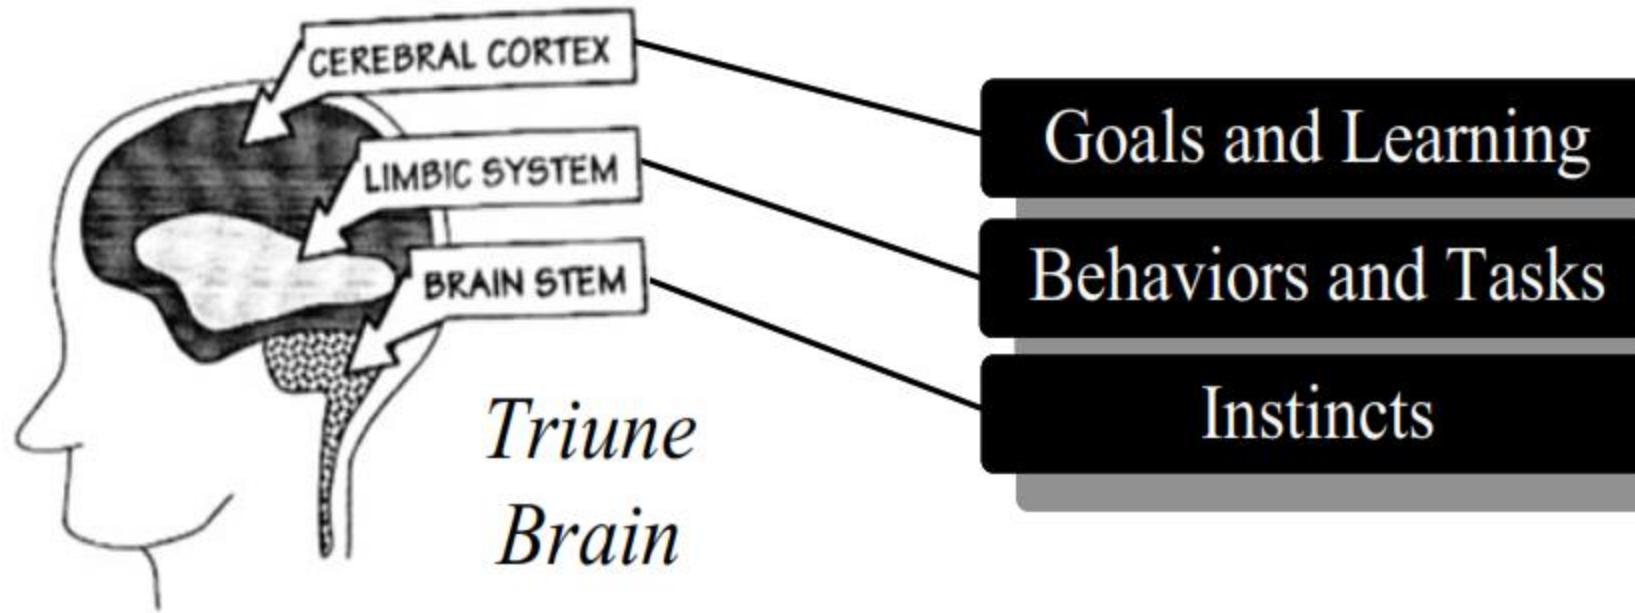 CEREBRAL CORTEX
LIMBIC SYSTEM
BRAIN STEM
Triune
Brain
Goals and Learning
Behaviors and Tasks
Instincts